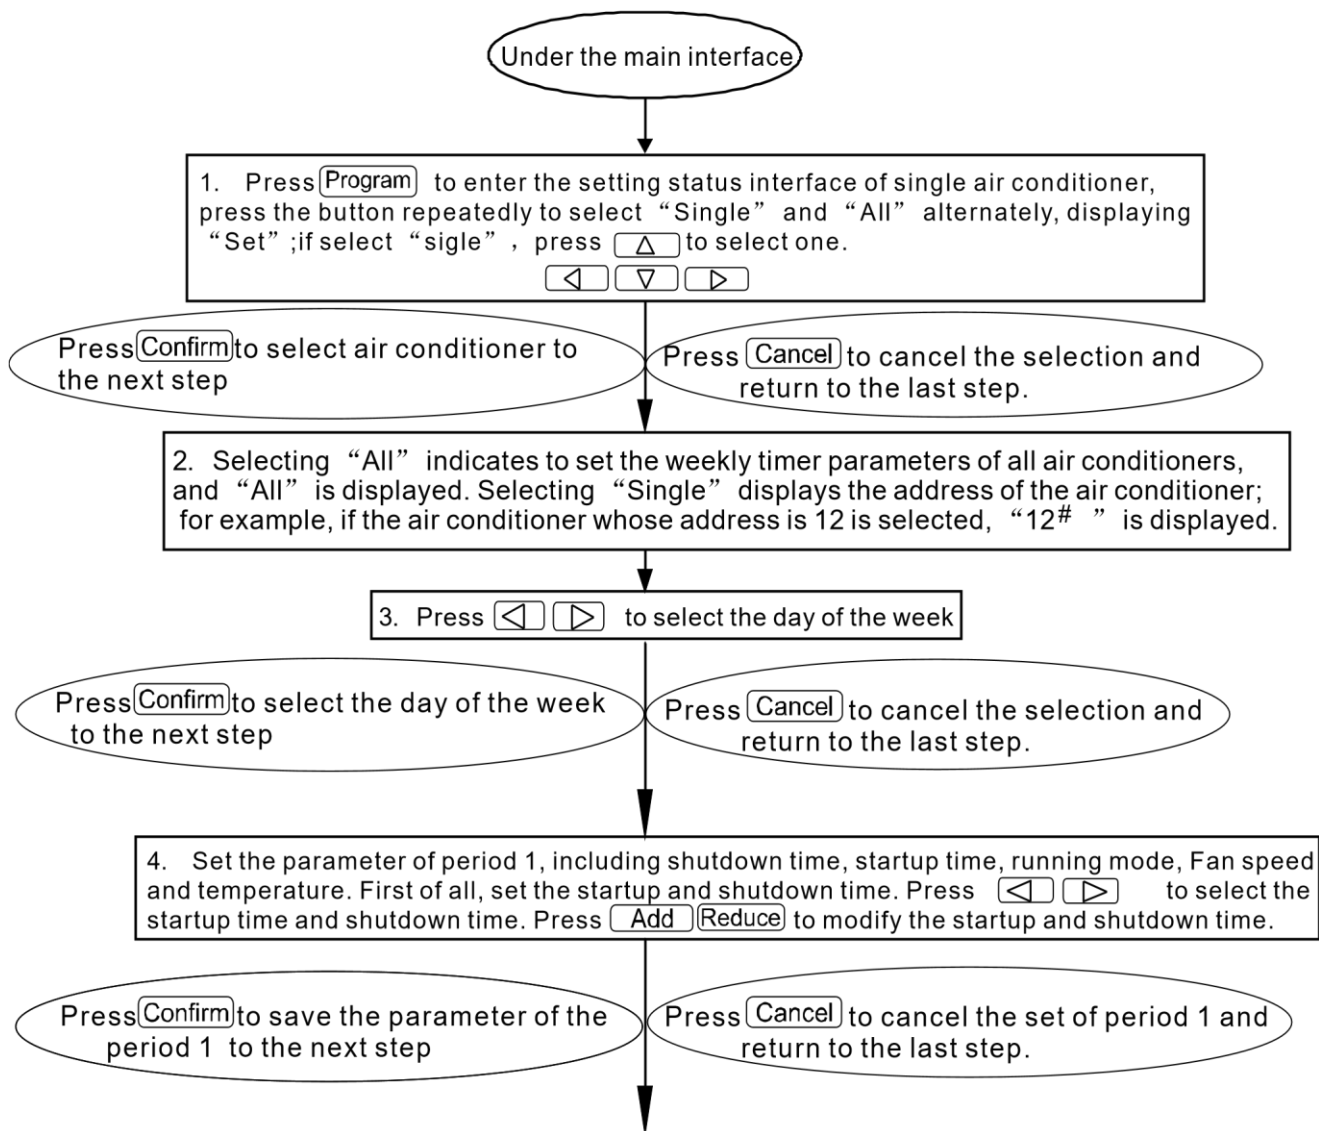 Under the main interface
1. Press Program to enter the setting status interface of single air conditioner,
press the button repeatedly to select “Single” and “All” alternately, displaying
“Set” ;if select “sigle” , press △ to select one.
◁ ▽ ▷
Press Confirm to select air conditioner to
the next step
Press Cancel to cancel the selection and
return to the last step.
2. Selecting “All” indicates to set the weekly timer parameters of all air conditioners,
and “All” is displayed. Selecting “Single” displays the address of the air conditioner;
for example, if the air conditioner whose address is 12 is selected, “12# ” is displayed.
3. Press ◁ ▷ to select the day of the week
Press Confirm to select the day of the week
to the next step
Press Cancel to cancel the selection and
return to the last step.
4. Set the parameter of period 1, including shutdown time, startup time, running mode, Fan speed
and temperature. First of all, set the startup and shutdown time. Press ◁ ▷ to select the
startup time and shutdown time. Press Add Reduce to modify the startup and shutdown time.
Press Confirm to save the parameter of the
period 1 to the next step
Press Cancel to cancel the set of period 1 and
return to the last step.